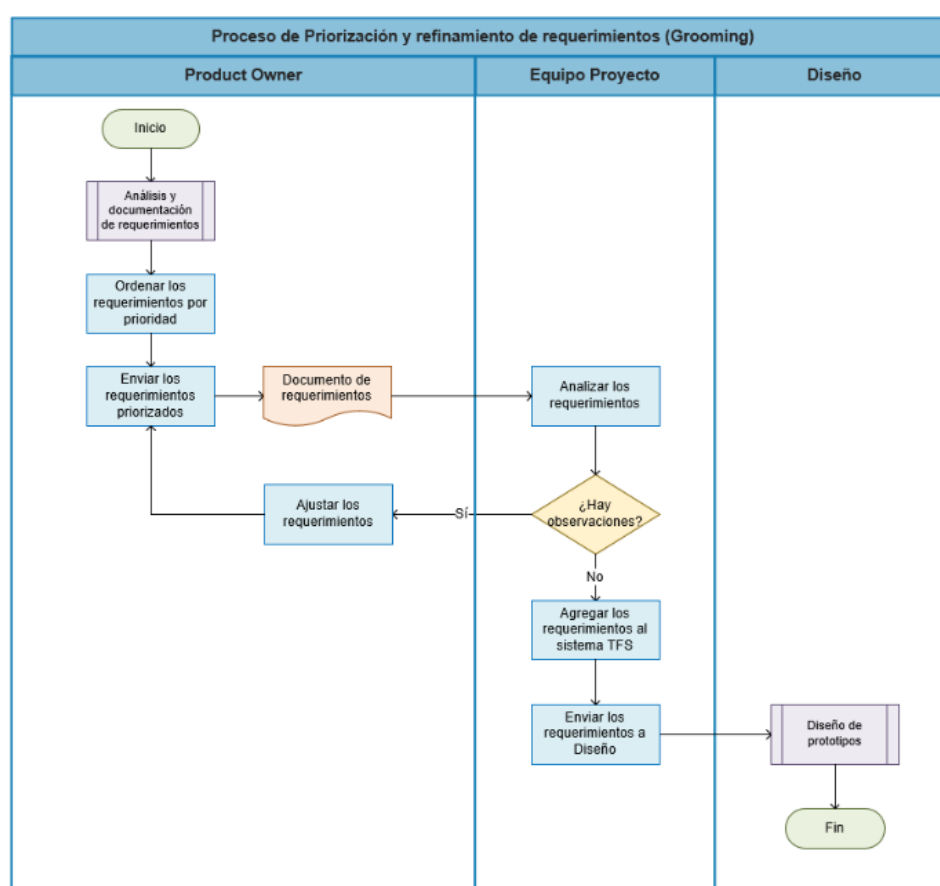 Proceso de Priorización y refinamiento de requerimientos (Grooming)
Product Owner
Equipo Proyecto
Diseño
Inicio
Análisis y
documentación
de requerimientos
Ordenar los
requerimientos por
prioridad
Enviar los
requerimientos
priorizados
Documento de
requerimientos
Analizar los
requerimientos
¿Hay
observaciones?
Sí
Ajustar los
requerimientos
No
Agregar los
requerimientos al
sistema TFS
Enviar los
requerimientos a
Diseño
Diseño de
prototipos
Fin